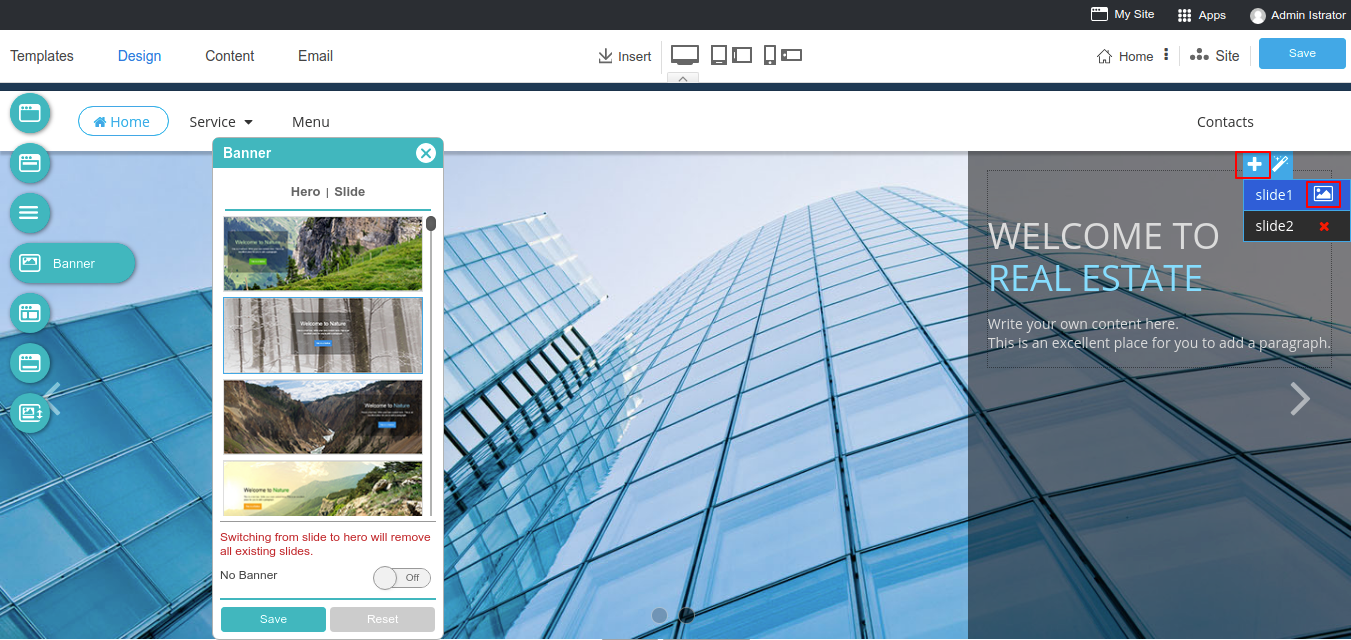 My Site
Apps
Admin Istrator
Templates
Design
Content
Email
Insert
Home
Site
Save
Home
Service
Menu
Contacts
Banner
Hero | Slide
Welcome to Nature
Welcome to Nature
Welcome to Nature
Welcome to Nature
Switching from slide to hero will remove
all existing slides.
No Banner
Off
Save
Reset
Banner
slide1
slide2
WELCOME TO
REAL ESTATE
Write your own content here.
This is an excellent place for you to add a paragraph.